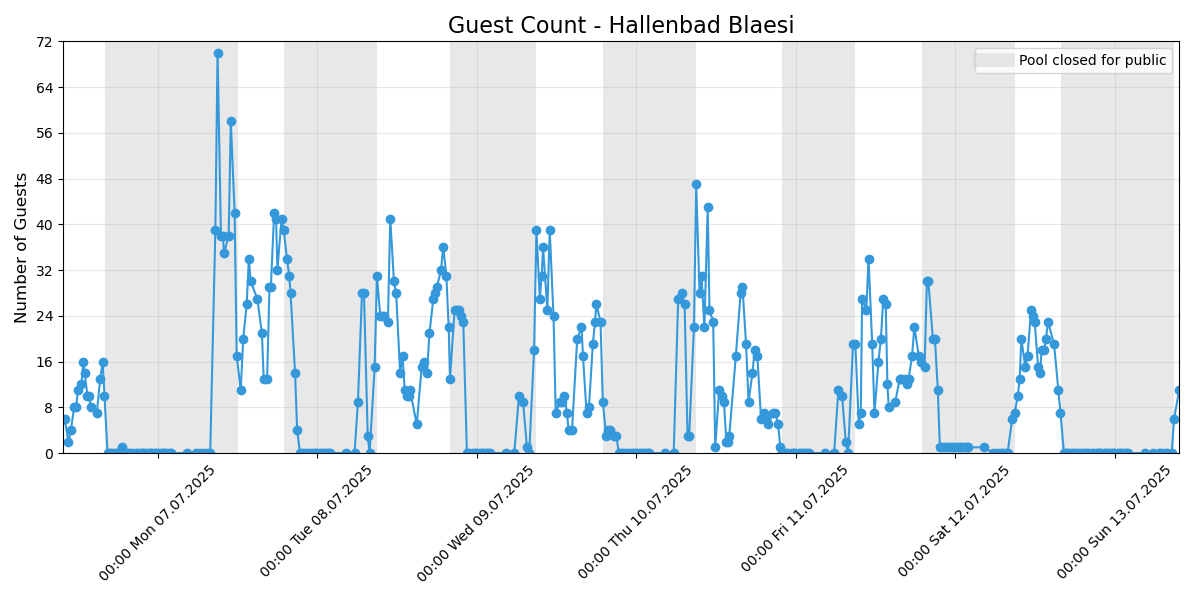 Guest Count - Hallenbad Blaesi
Pool closed for public
Number of Guests
72
64
56
48
40
32
24
16
8
0
00:00 Mon 07.07.2025
00:00 Tue 08.07.2025
00:00 Wed 09.07.2025
00:00 Thu 10.07.2025
00:00 Fri 11.07.2025
00:00 Sat 12.07.2025
00:00 Sun 13.07.2025